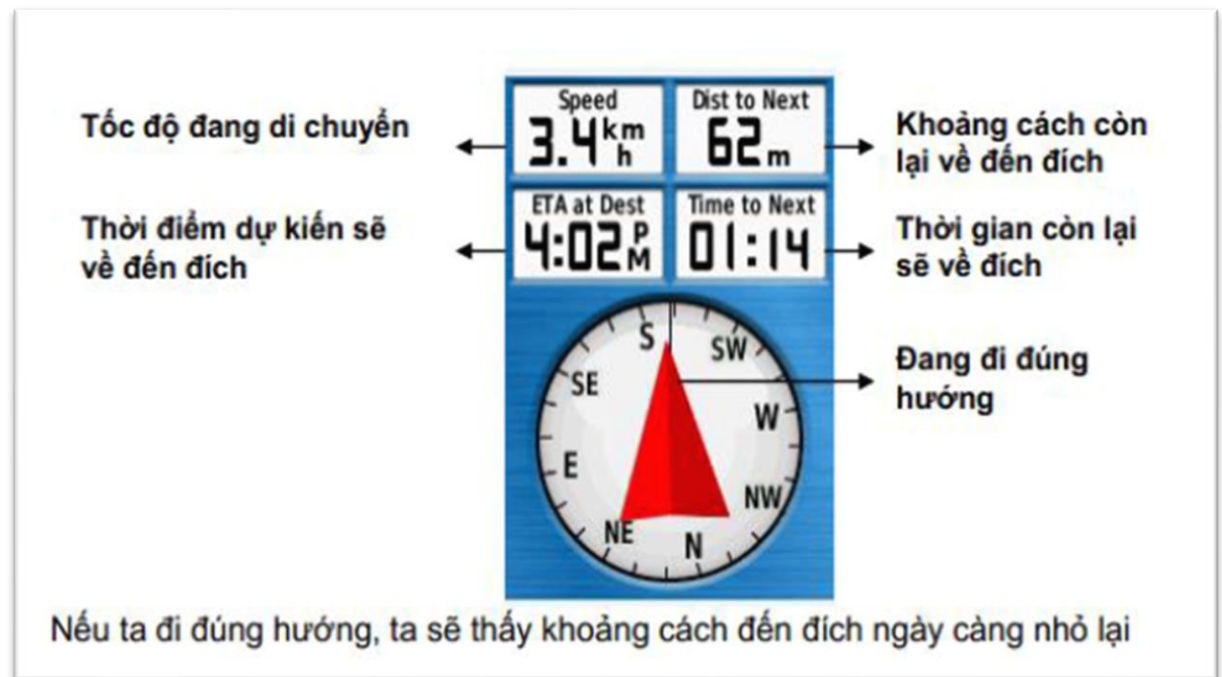 Tốc độ đang di chuyển
Speed
3.4 km h
Dist to Next
62 m
Khoảng cách còn
lại về đến đích
Thời điểm dự kiến sẽ
về đến đích
ETA at Dest
4:02 PM
Time to Next
01:14
Thời gian còn lại
sẽ về đích
S
SW
SE
W
E
NW
NE
N
Đang đi đúng
hướng
Nếu ta đi đúng hướng, ta sẽ thấy khoảng cách đến đích ngày càng nhỏ lại